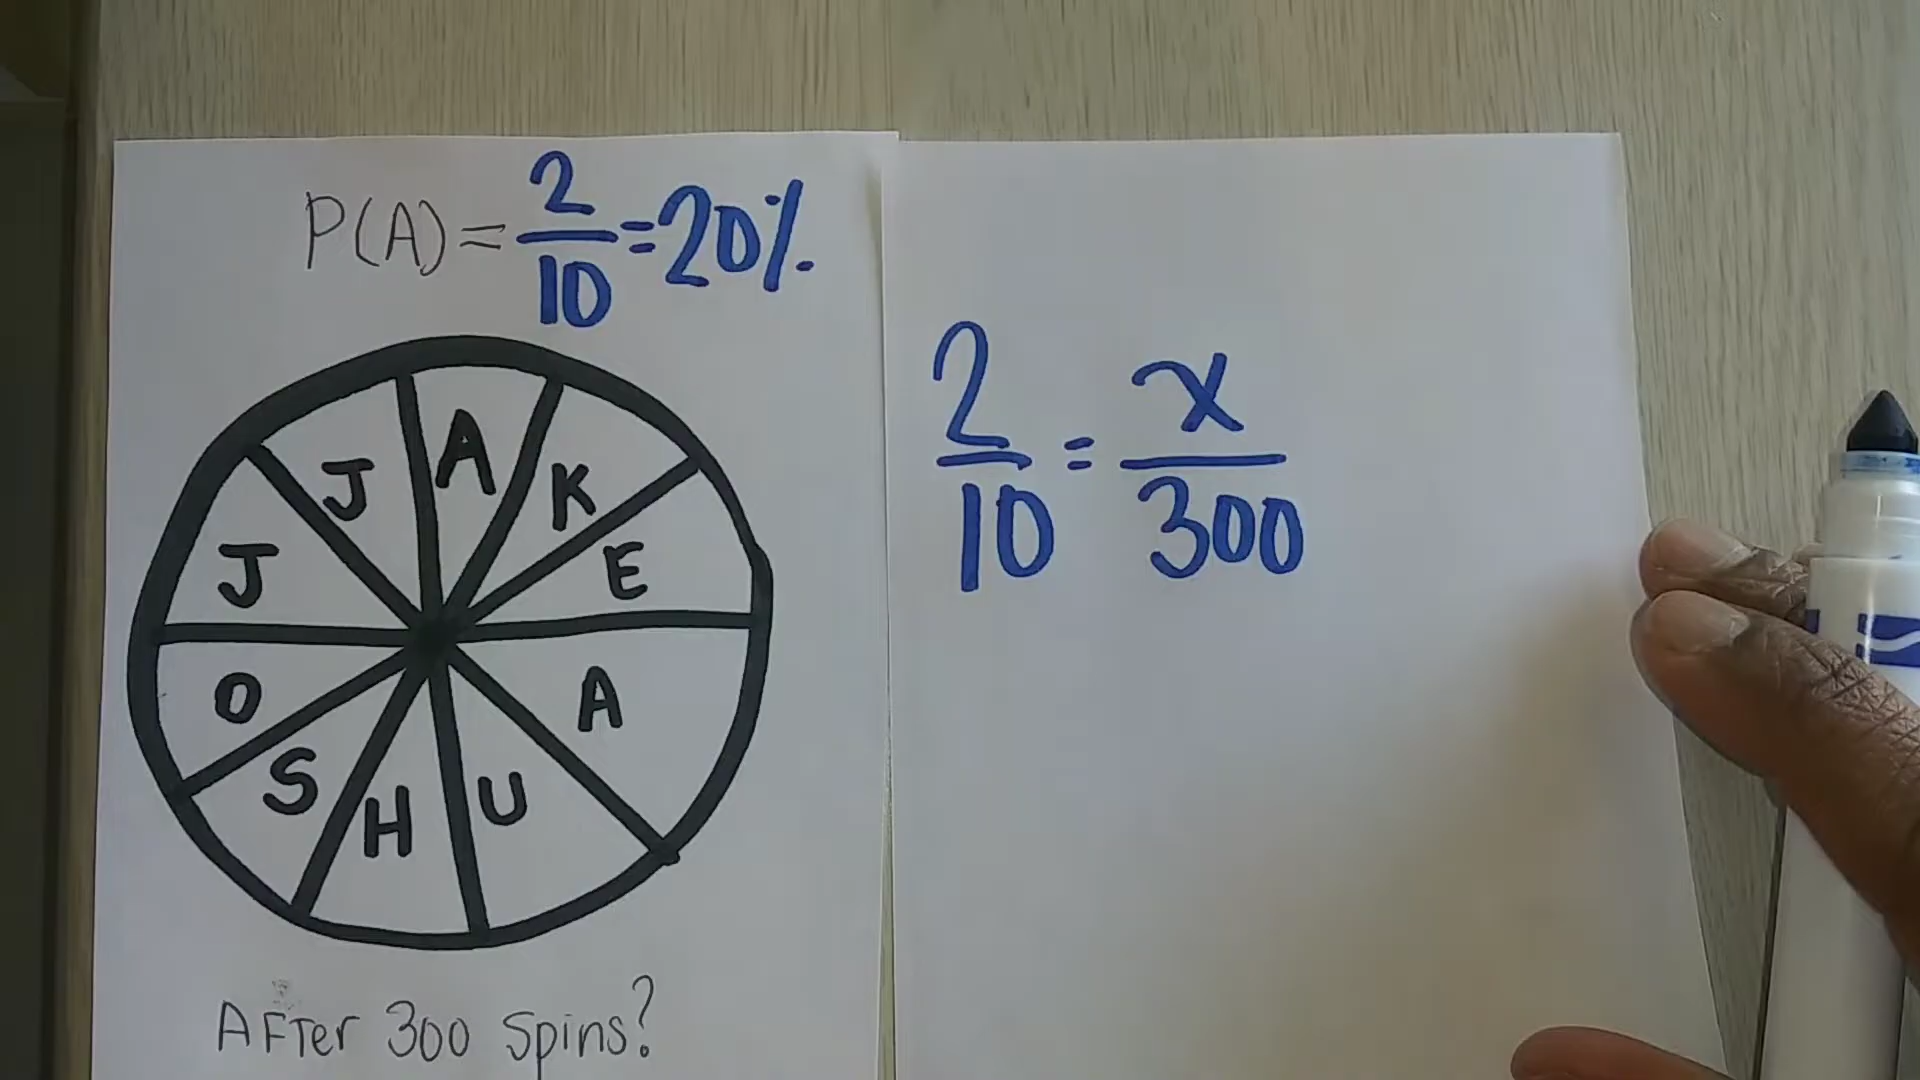 P(A) = 2/10 = 20%
J A K E
J O S H U A
After 300 spins?
2/10 = x/300